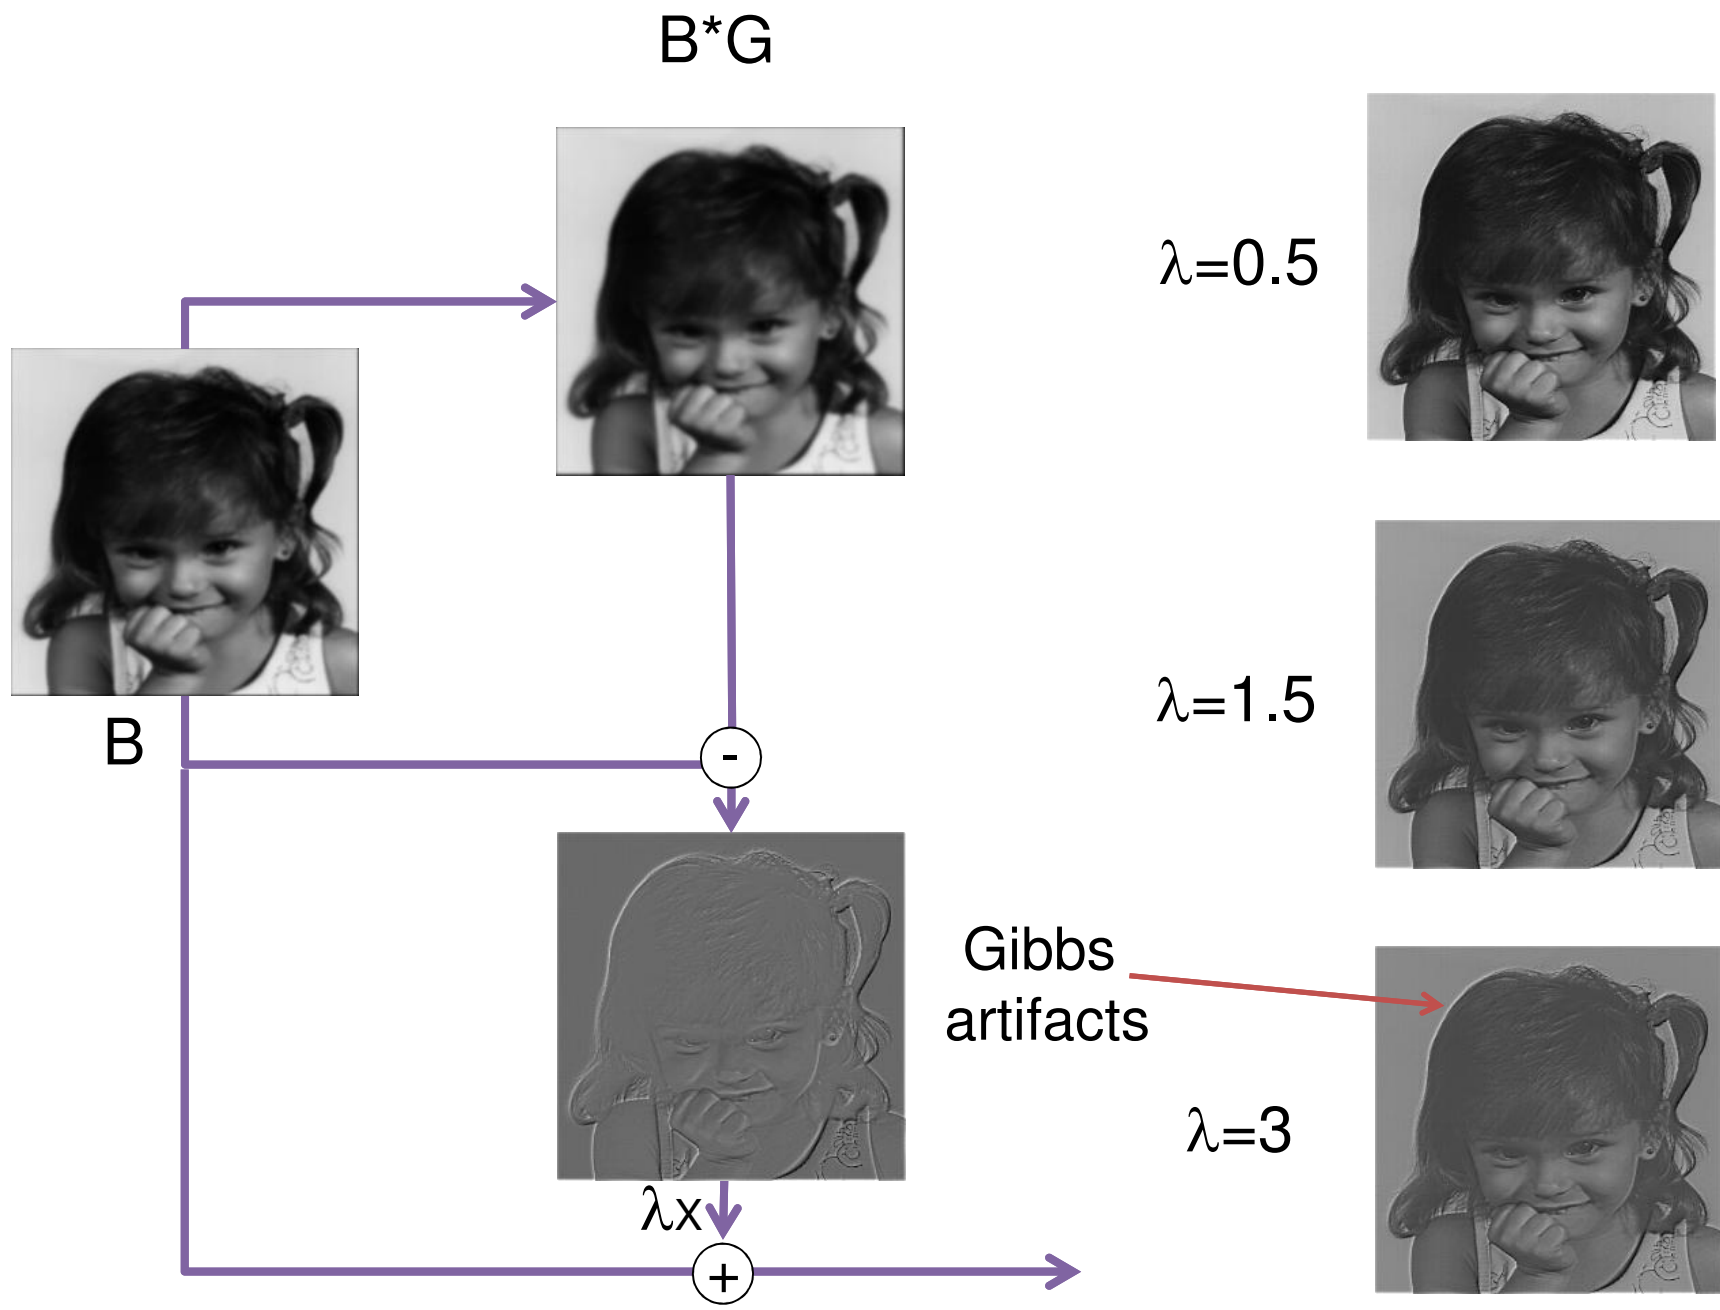 B*G
λ=0.5
λ=1.5
B
-
Gibbs
artifacts
λ=3
λx
+